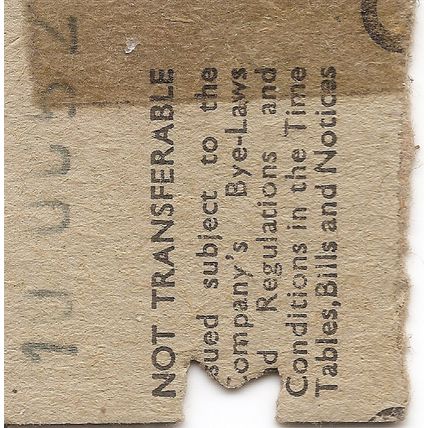 NOT TRANSFERABLE
sued subject to the
ompany's Bye-Laws
d Regulations and
Conditions in the Time
Tables, Bills and Notices